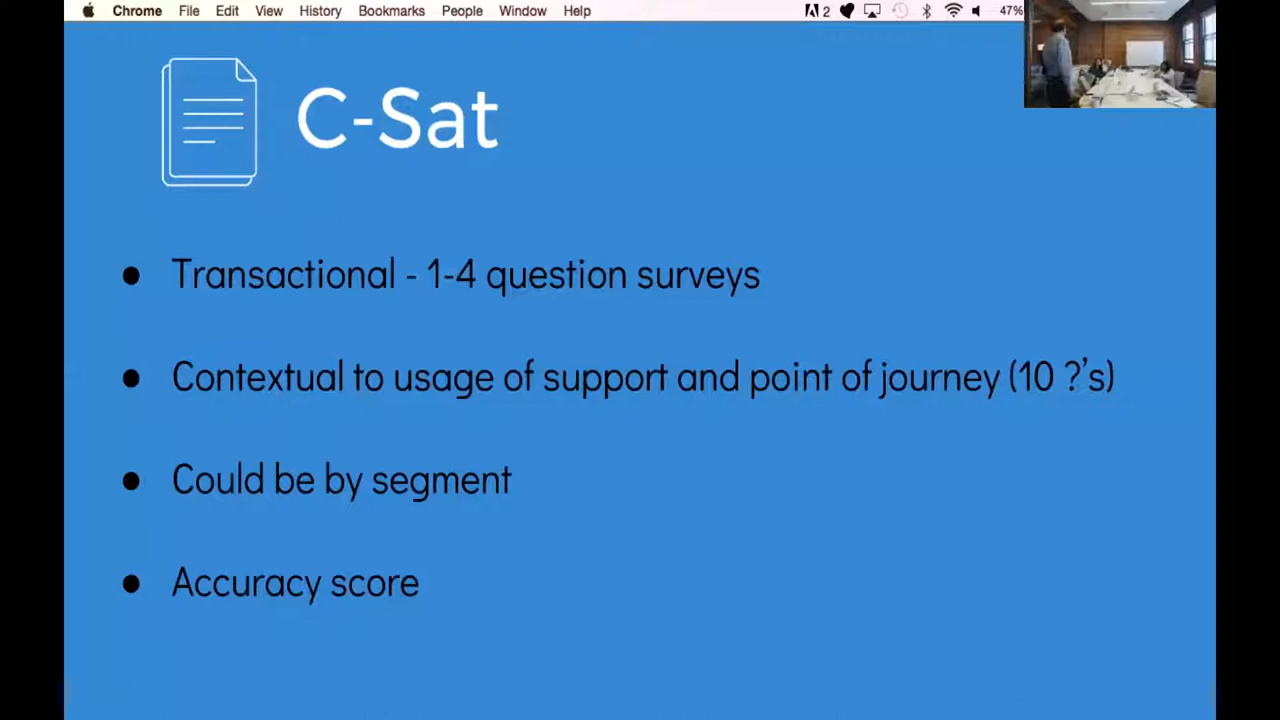 Chrome File Edit View History Bookmarks People Window Help 2 47%
C-Sat
● Transactional - 1-4 question surveys
● Contextual to usage of support and point of journey (10 ?'s)
● Could be by segment
● Accuracy score